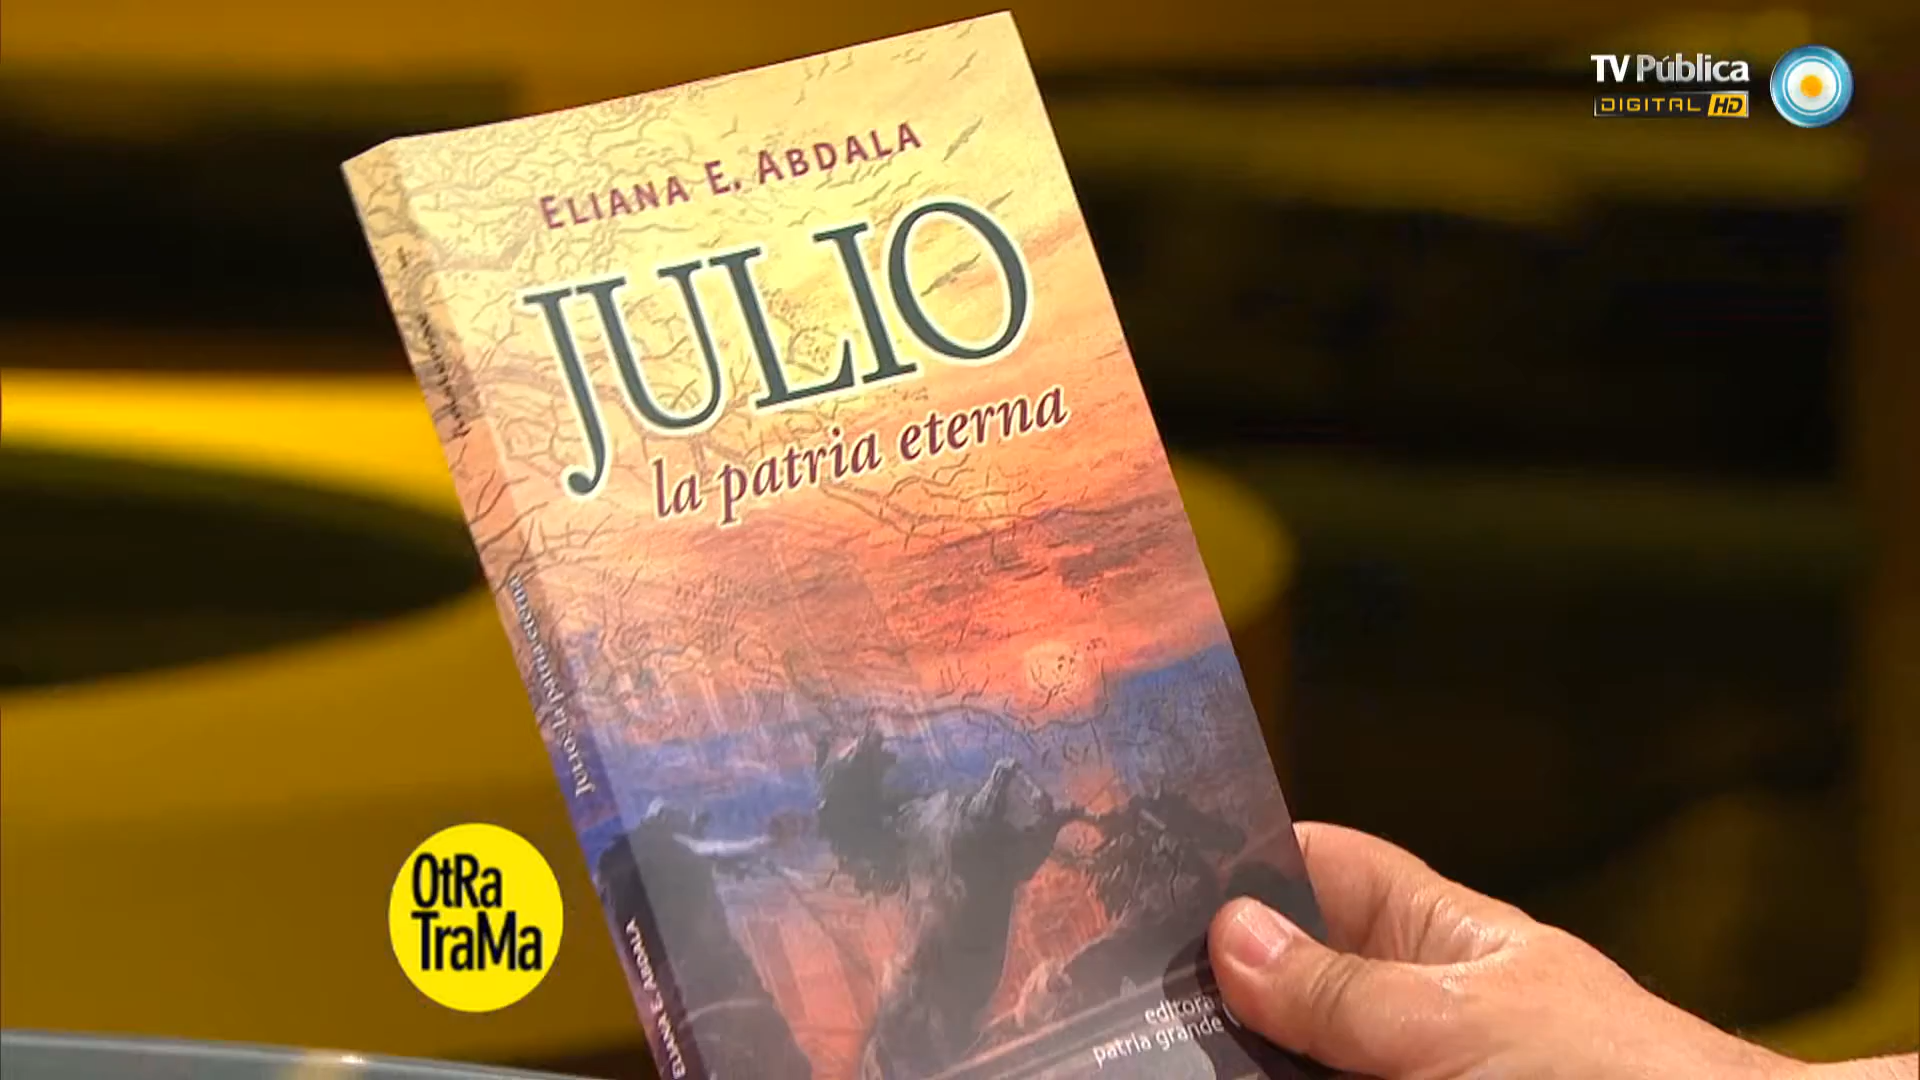 TV Pública
DIGITAL HD
ELIANA E. ABDALA
JULIO
la patria eterna
JULIO: la patria eterna
ELIANA E. ABDALA
OtRa
TraMa
editora
patria grande